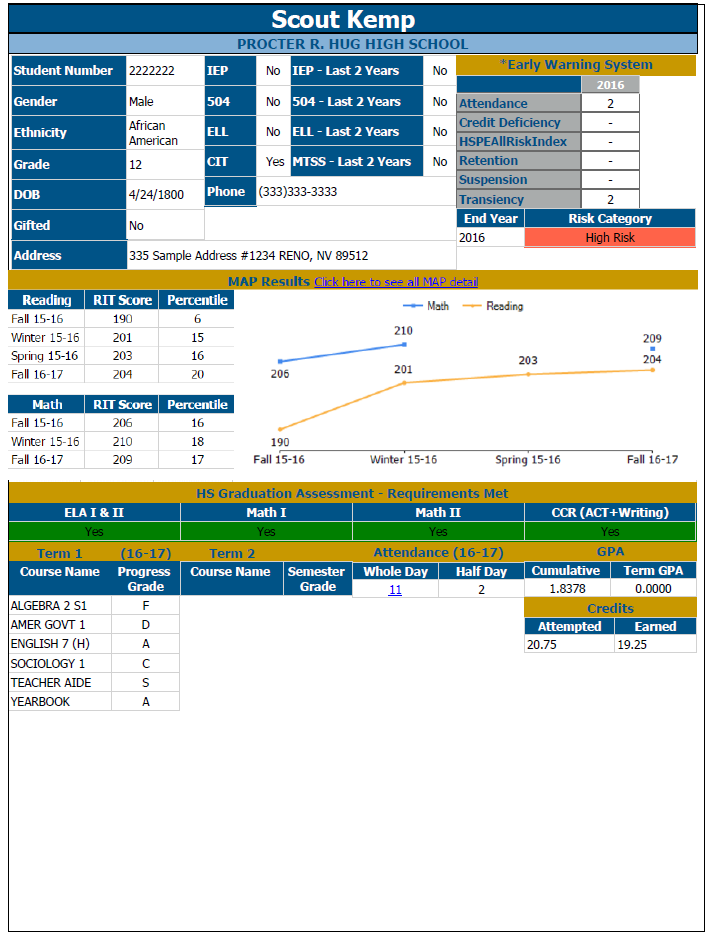 Scout Kemp
PROCTER R. HUG HIGH SCHOOL
Student Number 2222222 IEP No IEP - Last 2 Years No
Gender Male 504 No 504 - Last 2 Years No
Ethnicity African American ELL No ELL - Last 2 Years No
Grade 12 CIT Yes MTSS - Last 2 Years No
DOB 4/24/1800 Phone (333)333-3333
Gifted No
Address 335 Sample Address #1234 RENO, NV 89512
*Early Warning System
2016
Attendance 2
Credit Deficiency -
HSPEAllRiskIndex -
Retention -
Suspension -
Transiency 2
End Year Risk Category
2016 High Risk
MAP Results Click here to see all MAP detail
Reading RIT Score Percentile
Fall 15-16 190 6
Winter 15-16 201 15
Spring 15-16 203 16
Fall 16-17 204 20
Math RIT Score Percentile
Fall 15-16 206 16
Winter 15-16 210 18
Fall 16-17 209 17
Math Reading
210
209
206
201
203
204
190
Fall 15-16 Winter 15-16 Spring 15-16 Fall 16-17
HS Graduation Assessment - Requirements Met
ELA I & II Math I Math II CCR (ACT+Writing)
Yes Yes Yes Yes
Term 1 (16-17) Term 2 Attendance (16-17) GPA
Course Name Progress Grade Course Name Semester Grade Whole Day Half Day Cumulative Term GPA
11 2 1.8378 0.0000
ALGEBRA 2 S1 F
AMER GOVT 1 D
ENGLISH 7 (H) A
SOCIOLOGY 1 C
TEACHER AIDE S
YEARBOOK A
Credits
Attempted Earned
20.75 19.25